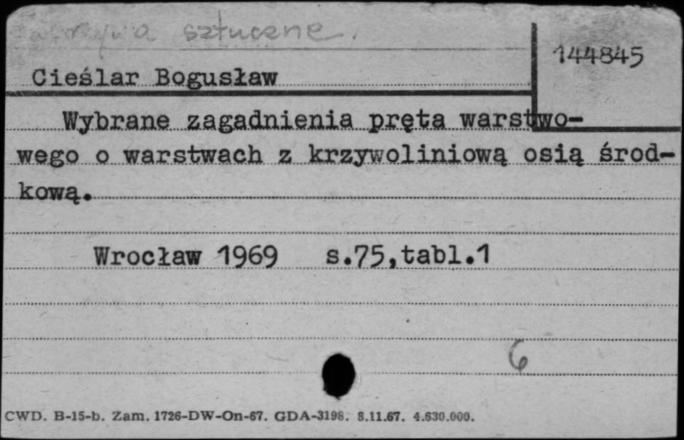 sztuczne.
144845
Cieślar Bogusław
Wybrane zagadnienia pręta warstwo-
wego o warstwach z krzywoliniową osią środ-
kową.
Wrocław 1969 s.75,tabl.1
6
CWD. B-15-b. Zam. 1726-DW-On-67. GDA-3198. 8.11.67. 4.630.000.